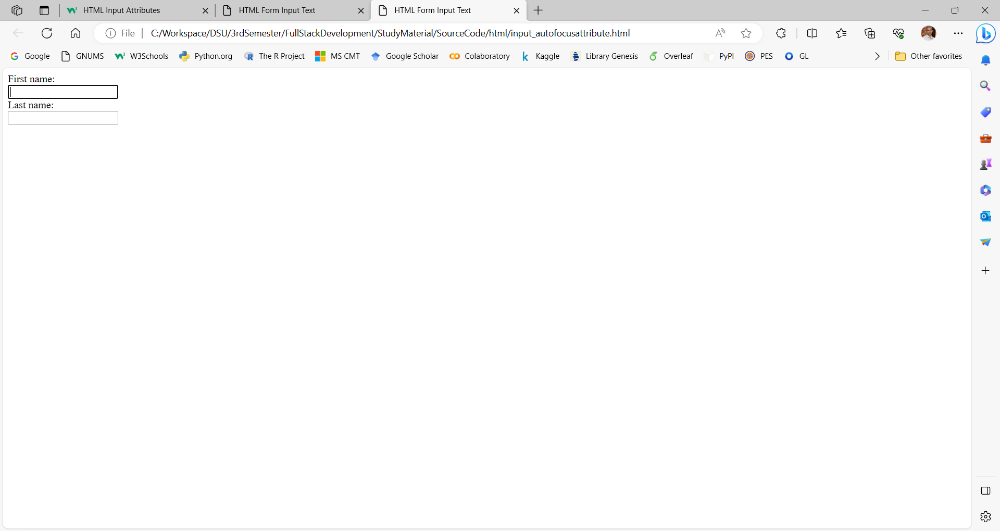 HTML Input Attributes HTML Form Input Text HTML Form Input Text
File C:/Workspace/DSU/3rdSemester/FullStackDevelopment/StudyMaterial/SourceCode/html/input_autofocusattribute.html
Google GNUMS W3Schools Python.org The R Project MS CMT Google Scholar Colaboratory Kaggle Library Genesis Overleaf PyPI PES GL Other favorites
First name:
Last name: